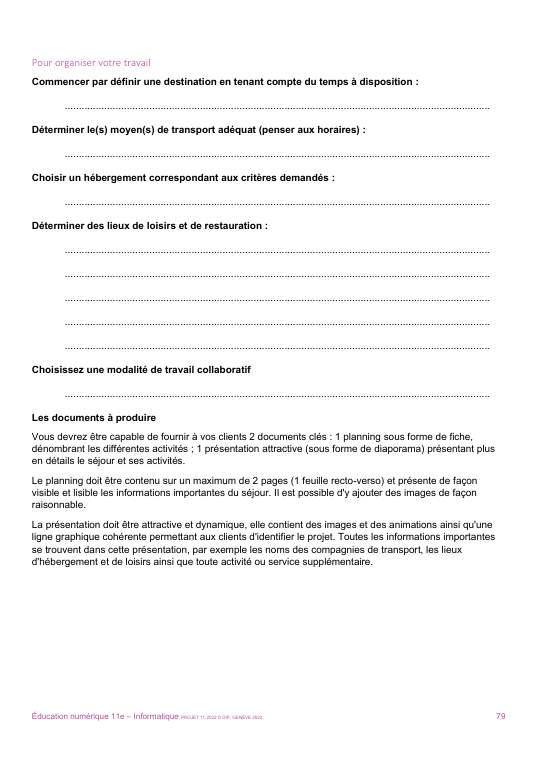 Pour organiser votre travail
Commencer par définir une destination en tenant compte du temps à disposition :
Déterminer le(s) moyen(s) de transport adéquat (penser aux horaires) :
Choisir un hébergement correspondant aux critères demandés :
Déterminer des lieux de loisirs et de restauration :
Choisissez une modalité de travail collaboratif
Les documents à produire
Vous devrez être capable de fournir à vos clients 2 documents clés : 1 planning sous forme de fiche,
dénombrant les différentes activités ; 1 présentation attractive (sous forme de diaporama) présentant plus
en détails le séjour et ses activités.
Le planning doit être contenu sur un maximum de 2 pages (1 feuille recto-verso) et présente de façon
visible et lisible les informations importantes du séjour. Il est possible d'y ajouter des images de façon
raisonnable.
La présentation doit être attractive et dynamique, elle contient des images et des animations ainsi qu'une
ligne graphique cohérente permettant aux clients d'identifier le projet. Toutes les informations importantes
se trouvent dans cette présentation, par exemple les noms des compagnies de transport, les lieux
d'hébergement et de loisirs ainsi que toute activité ou service supplémentaire.
Éducation numérique 11e – Informatique PROJET 11-2022 © DIP, GENÈVE 2022 79